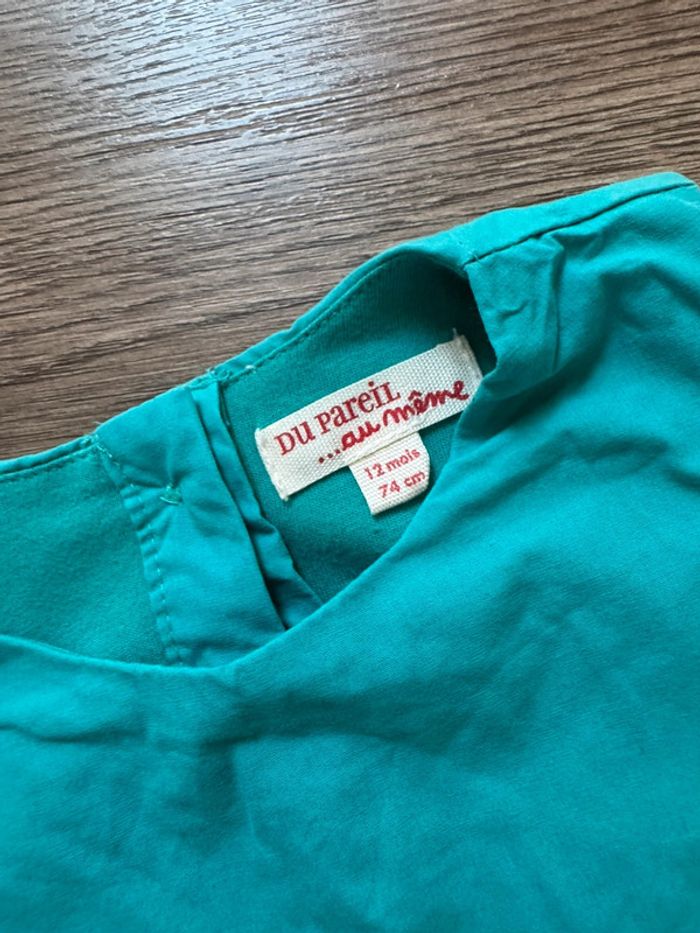 DU PareiL
...au même
12 mois
74 cm